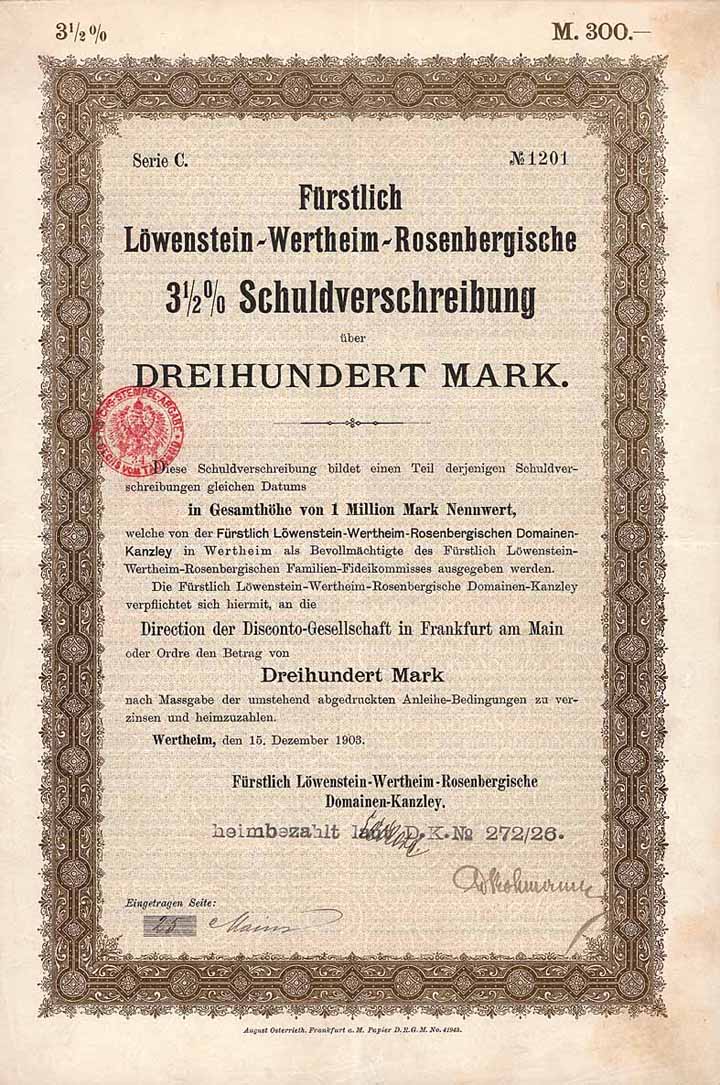 3½% M. 300.—
Serie C. № 1201
Fürstlich
Löwenstein-Wertheim-Rosenbergische
3½% Schuldverschreibung
über
DREIHUNDERT MARK.
Diese Schuldverschreibung bildet einen Teil derjenigen Schuldver-
schreibungen gleichen Datums
in Gesamthöhe von 1 Million Mark Nennwert,
welche von der Fürstlich Löwenstein-Wertheim-Rosenbergischen Domainen-
Kanzley in Wertheim als Bevollmächtigte des Fürstlich Löwenstein-
Wertheim-Rosenbergischen Familien-Fideikommisses ausgegeben werden.
Die Fürstlich Löwenstein-Wertheim-Rosenbergische Domainen-Kanzley
verpflichtet sich hiermit, an die
Direction der Disconto-Gesellschaft in Frankfurt am Main
oder Ordre den Betrag von
Dreihundert Mark
nach Massgabe der umstehend abgedruckten Anleihe-Bedingungen zu ver-
zinsen und heimzuzahlen.
Wertheim, den 15. Dezember 1903.
Fürstlich Löwenstein-Wertheim-Rosenbergische
Domainen-Kanzley.
heimbezahlt laut D.K.№ 272/26.
Eingetragen Seite:
25
August Osterrieth. Frankfurt a. M. Papier D.R.G.M. No. 41943.